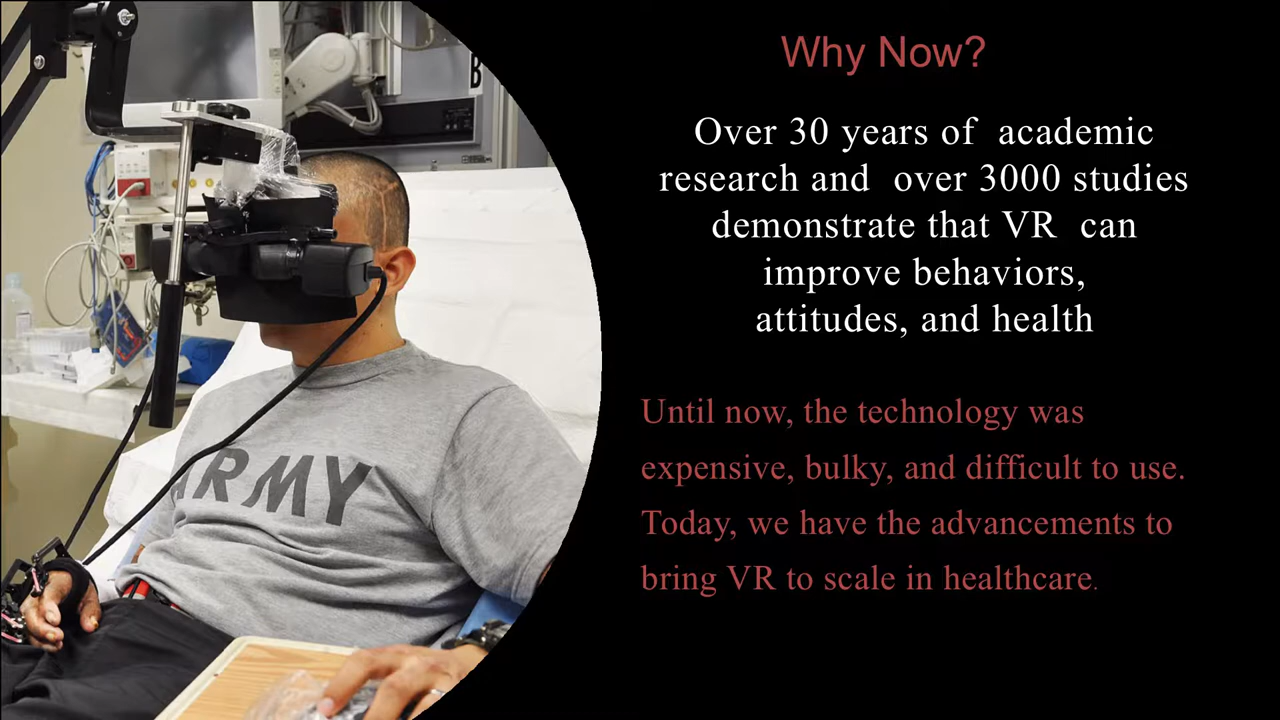 B
ARMY
Why Now?
Over 30 years of academic
research and over 3000 studies
demonstrate that VR can
improve behaviors,
attitudes, and health
Until now, the technology was
expensive, bulky, and difficult to use.
Today, we have the advancements to
bring VR to scale in healthcare.